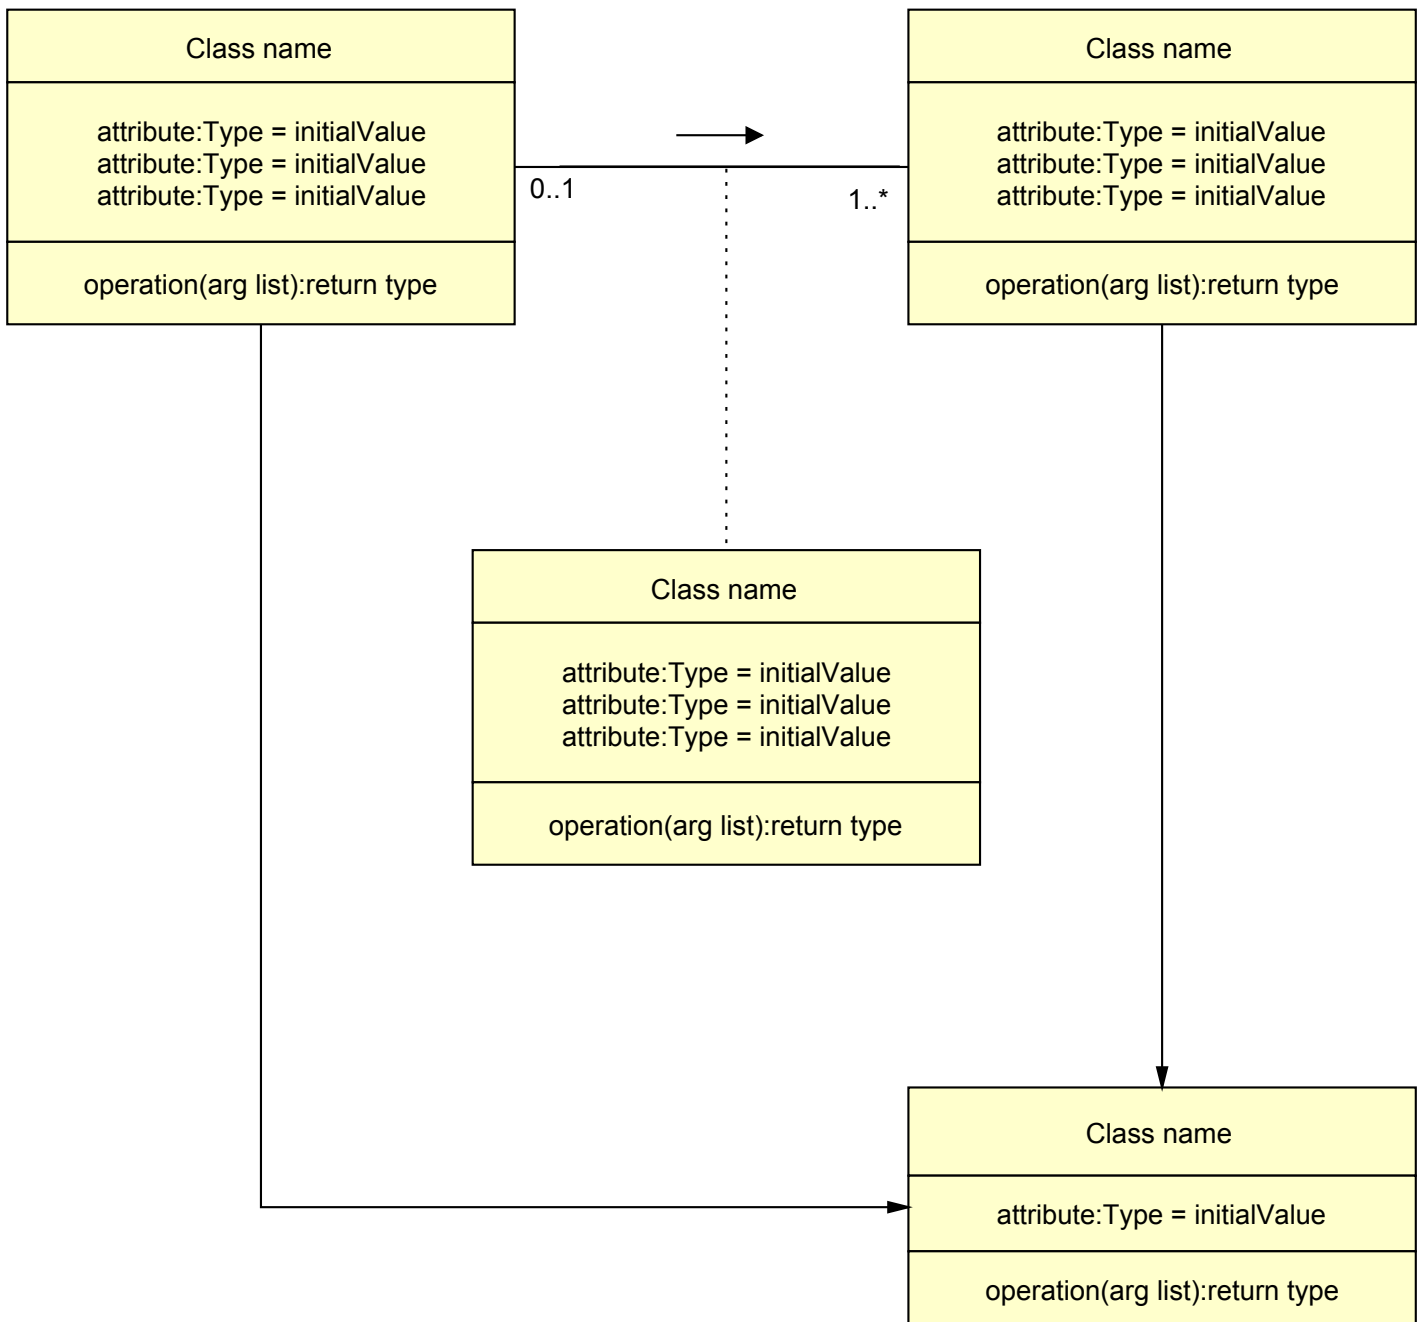 Class name
attribute:Type = initialValue
attribute:Type = initialValue
attribute:Type = initialValue
operation(arg list):return type
0..1
1..*
Class name
attribute:Type = initialValue
attribute:Type = initialValue
attribute:Type = initialValue
operation(arg list):return type
Class name
attribute:Type = initialValue
attribute:Type = initialValue
attribute:Type = initialValue
operation(arg list):return type
Class name
attribute:Type = initialValue
operation(arg list):return type